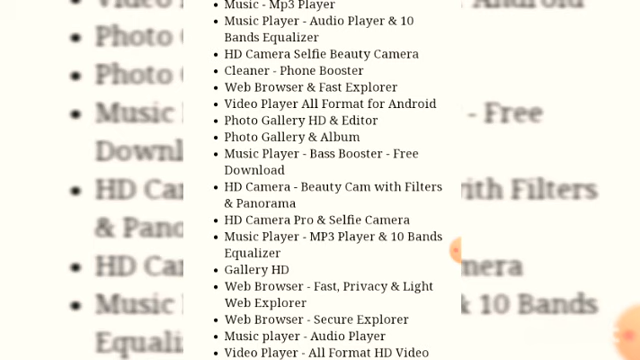 • Music - Mp3 Player
• Music Player - Audio Player & 10
Bands Equalizer
• HD Camera Selfie Beauty Camera
• Cleaner - Phone Booster
• Web Browser & Fast Explorer
• Video Player All Format for Android
• Photo Gallery HD & Editor
• Photo Gallery & Album
• Music Player - Bass Booster - Free
Download
• HD Camera - Beauty Cam with Filters
& Panorama
• HD Camera Pro & Selfie Camera
• Music Player - MP3 Player & 10 Bands
Equalizer
• Gallery HD
• Web Browser - Fast, Privacy & Light
Web Explorer
• Web Browser - Secure Explorer
• Music player - Audio Player
• Video Player - All Format HD Video